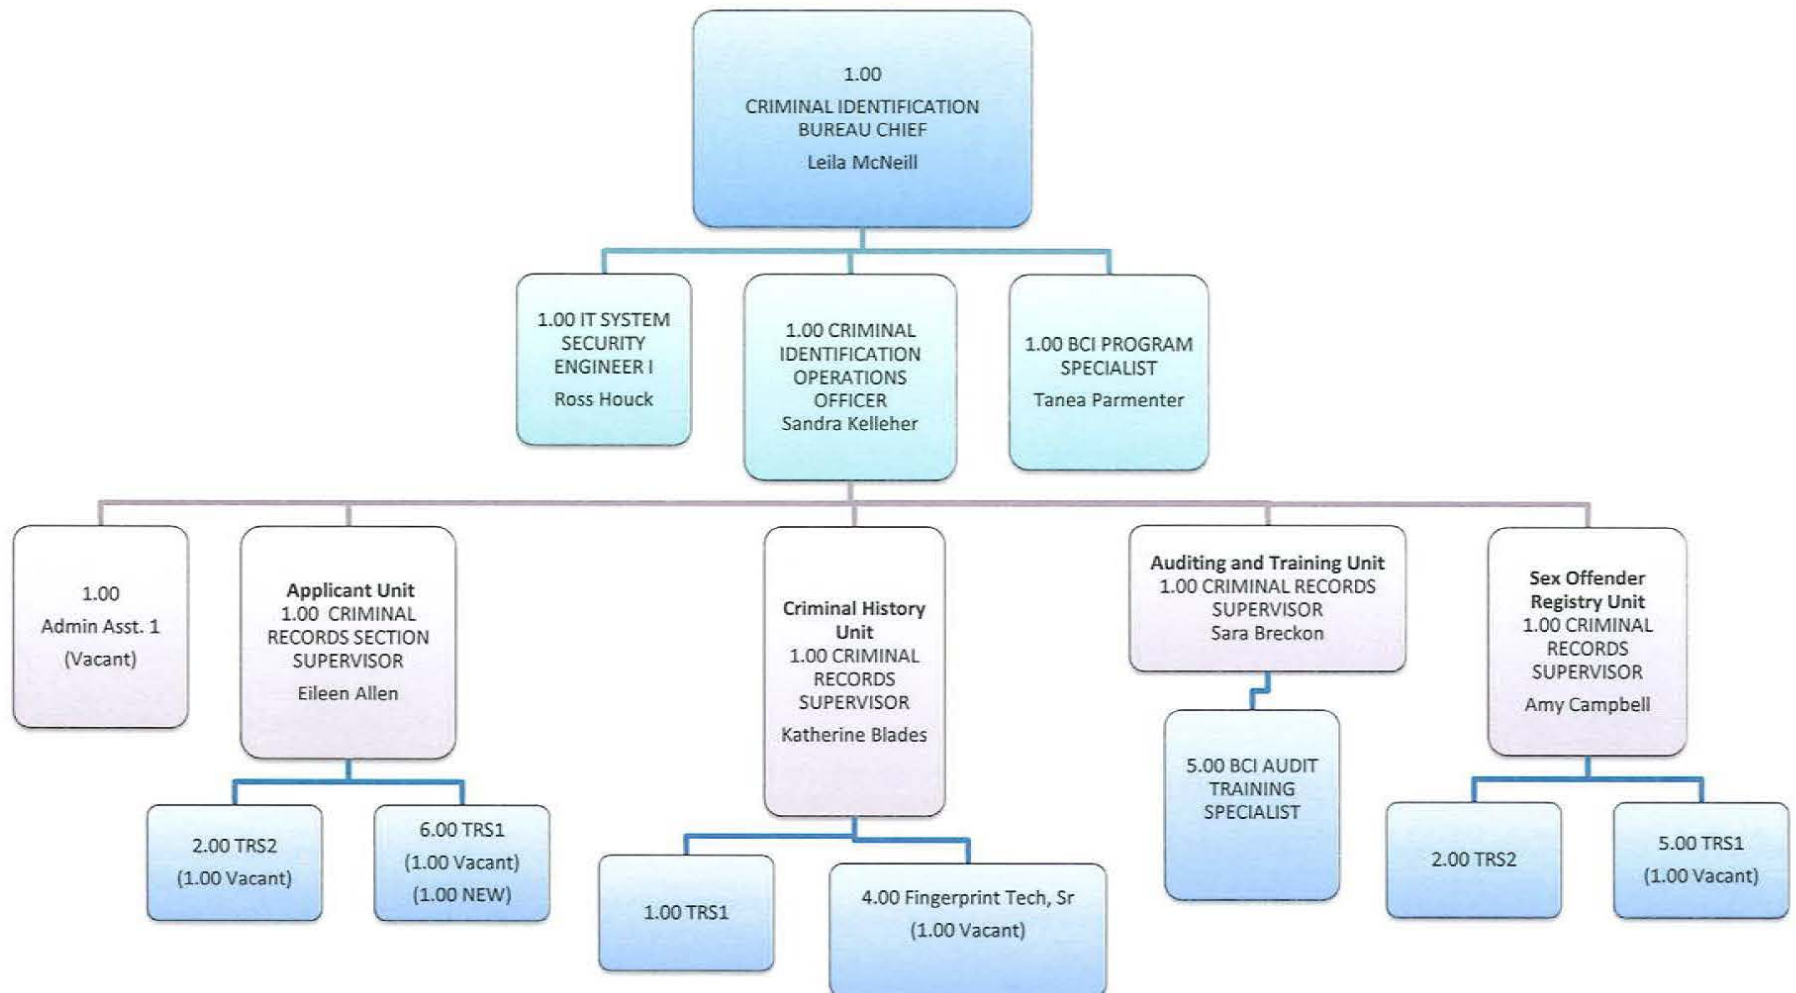 1.00
CRIMINAL IDENTIFICATION
BUREAU CHIEF
Leila McNeill
1.00 IT SYSTEM
SECURITY
ENGINEER I
Ross Houck
1.00 CRIMINAL
IDENTIFICATION
OPERATIONS
OFFICER
Sandra Kelleher
1.00 BCI PROGRAM
SPECIALIST
Tanea Parmenter
1.00
Admin Asst. 1
(Vacant)
Applicant Unit
1.00 CRIMINAL
RECORDS SECTION
SUPERVISOR
Eileen Allen
Criminal History
Unit
1.00 CRIMINAL
RECORDS
SUPERVISOR
Katherine Blades
Auditing and Training Unit
1.00 CRIMINAL RECORDS
SUPERVISOR
Sara Breckon
Sex Offender
Registry Unit
1.00 CRIMINAL
RECORDS
SUPERVISOR
Amy Campbell
2.00 TRS2
(1.00 Vacant)
6.00 TRS1
(1.00 Vacant)
(1.00 NEW)
1.00 TRS1
4.00 Fingerprint Tech, Sr
(1.00 Vacant)
5.00 BCI AUDIT
TRAINING
SPECIALIST
2.00 TRS2
5.00 TRS1
(1.00 Vacant)